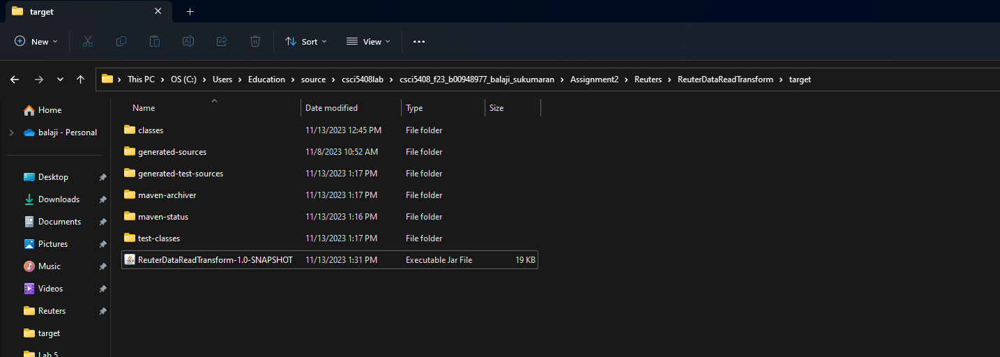 target
New
Sort
View
This PC > OS (C:) > Users > Education > source > csci5408lab > csci5408_f23_b00948977_balaji_sukumaran > Assignment2 > Reuters > ReuterDataReadTransform > target
Home
balaji - Personal
Desktop
Downloads
Documents
Pictures
Music
Videos
Reuters
target
Lab 5
Name Date modified Type Size
classes 11/13/2023 12:45 PM File folder
generated-sources 11/8/2023 10:52 AM File folder
generated-test-sources 11/13/2023 1:17 PM File folder
maven-archiver 11/13/2023 1:17 PM File folder
maven-status 11/13/2023 1:16 PM File folder
test-classes 11/13/2023 1:17 PM File folder
ReuterDataReadTransform-1.0-SNAPSHOT 11/13/2023 1:31 PM Executable Jar File 19 KB